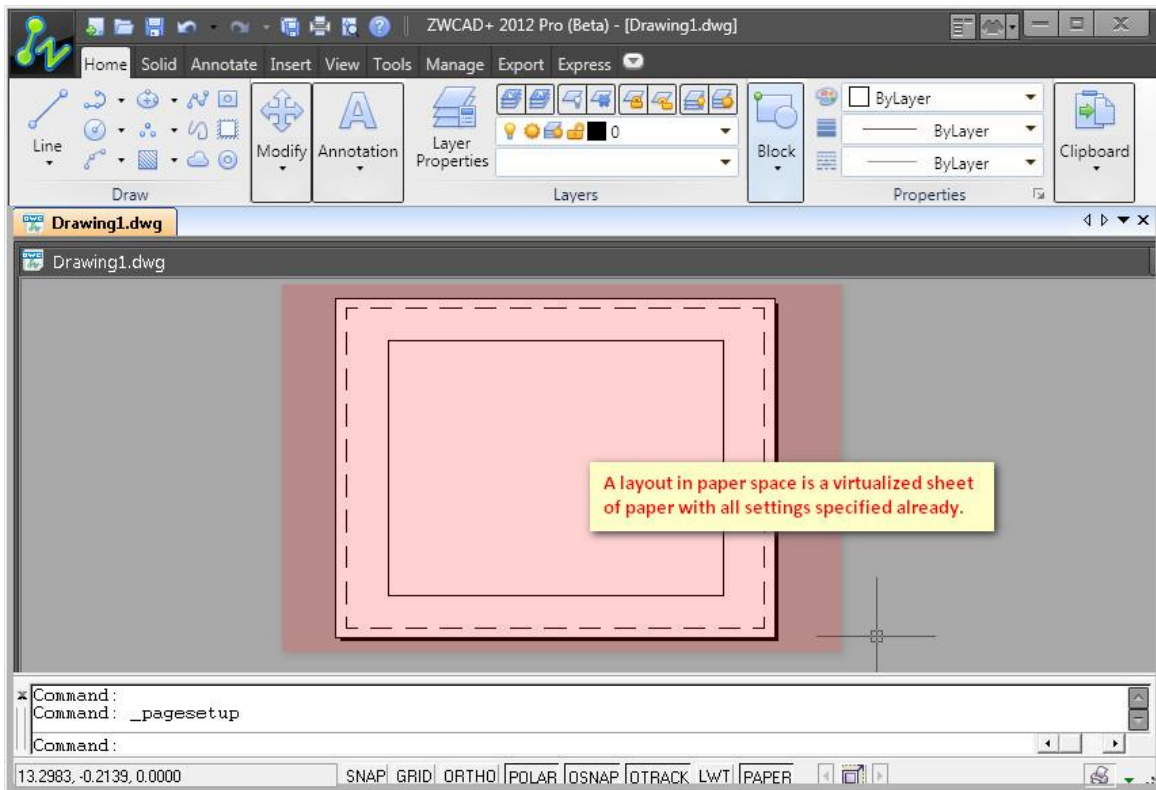 ZWCAD+ 2012 Pro (Beta) - [Drawing1.dwg]
Home Solid Annotate Insert View Tools Manage Export Express
Line
Modify
Annotation
Layer
Properties
0
Block
ByLayer
ByLayer
ByLayer
Clipboard
Draw
Layers
Properties
Drawing1.dwg
Drawing1.dwg
A layout in paper space is a virtualized sheet
of paper with all settings specified already.
Command:
Command: _pagesetup
Command:
13.2983, -0.2139, 0.0000 SNAP GRID ORTHO POLAR OSNAP OTRACK LWT PAPER